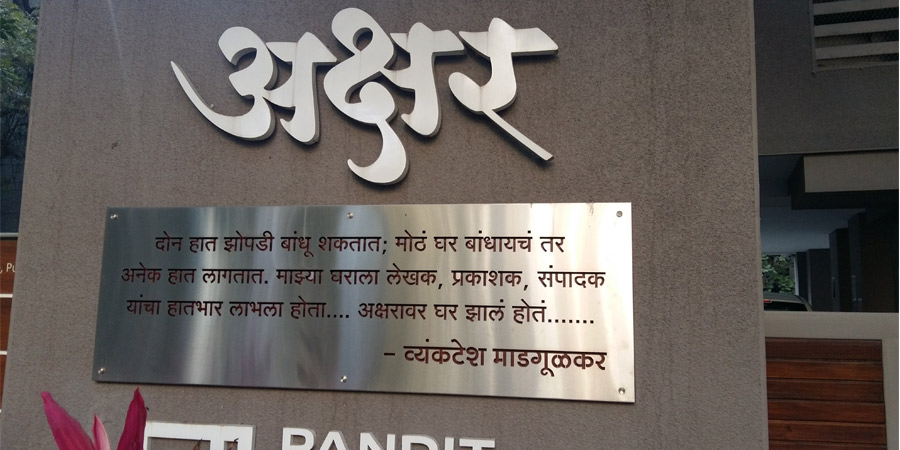 अक्षर
दोन हात झोपडी बांधू शकतात; मोठं घर बांधायचं तर
अनेक हात लागतात. माझ्या घराला लेखक, प्रकाशक, संपादक
यांचा हातभार लाभला होता.... अक्षरावर घर झालं होतं.......
– व्यंकटेश माडगूळकर
PANDIT